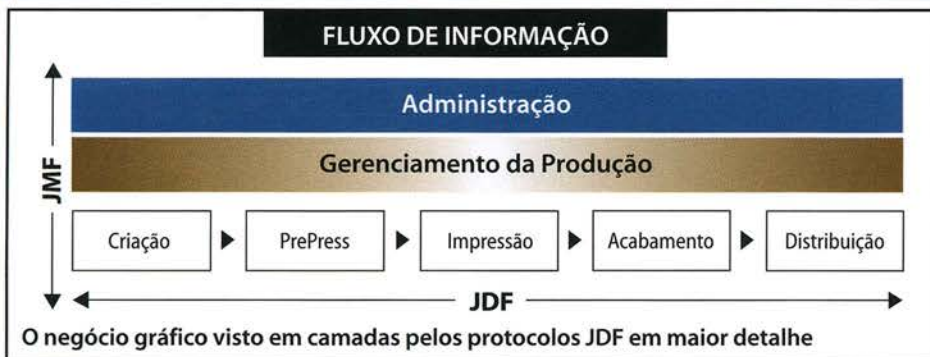 FLUXO DE INFORMAÇÃO
Administração
Gerenciamento da Produção
JMF
Criação
PrePress
Impressão
Acabamento
Distribuição
JDF
O negócio gráfico visto em camadas pelos protocolos JDF em maior detalhe